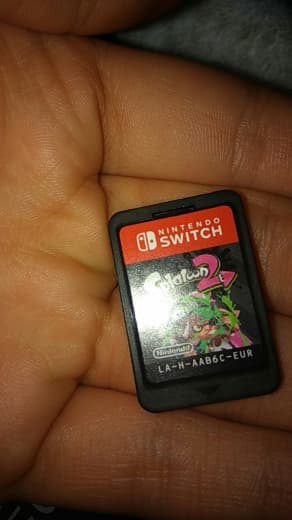 NINTENDO
SWITCH
Splatoon 2
Nintendo
LA-H-AAB6C-EUR